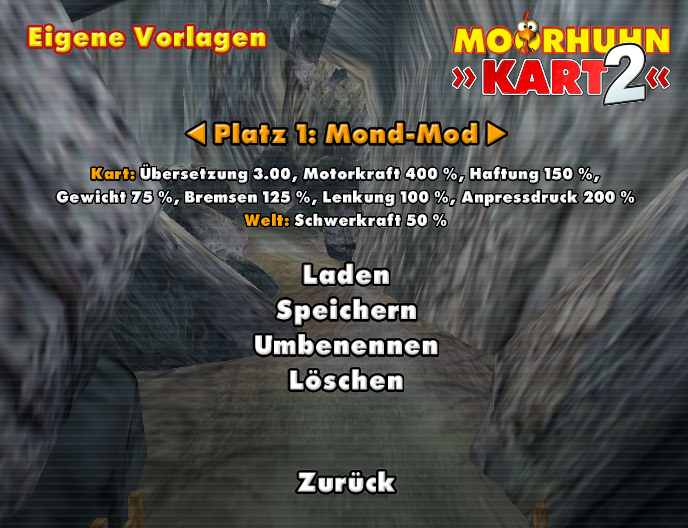 Eigene Vorlagen
MOORHUHN
»KART2«
Platz 1: Mond-Mod
Kart: Übersetzung 3.00, Motorkraft 400 %, Haftung 150 %,
Gewicht 75 %, Bremsen 125 %, Lenkung 100 %, Anpressdruck 200 %
Welt: Schwerkraft 50 %
Laden
Speichern
Umbenennen
Löschen
Zurück